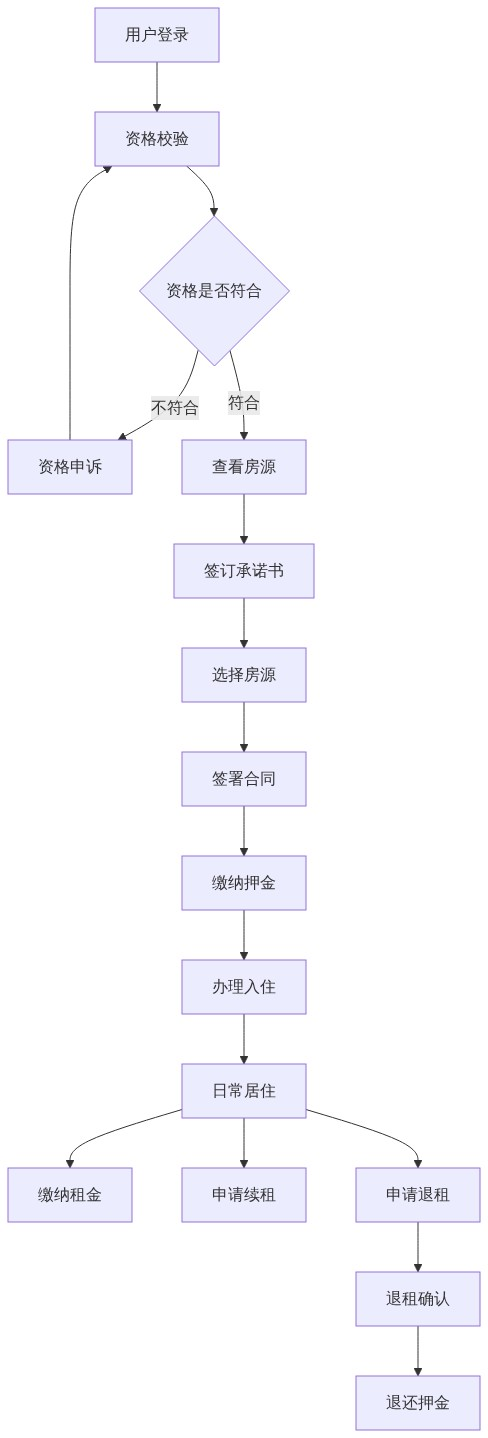 用户登录
资格校验
资格是否符合
不符合
符合
资格申诉
查看房源
签订承诺书
选择房源
签署合同
缴纳押金
办理入住
日常居住
缴纳租金
申请续租
申请退租
退租确认
退还押金